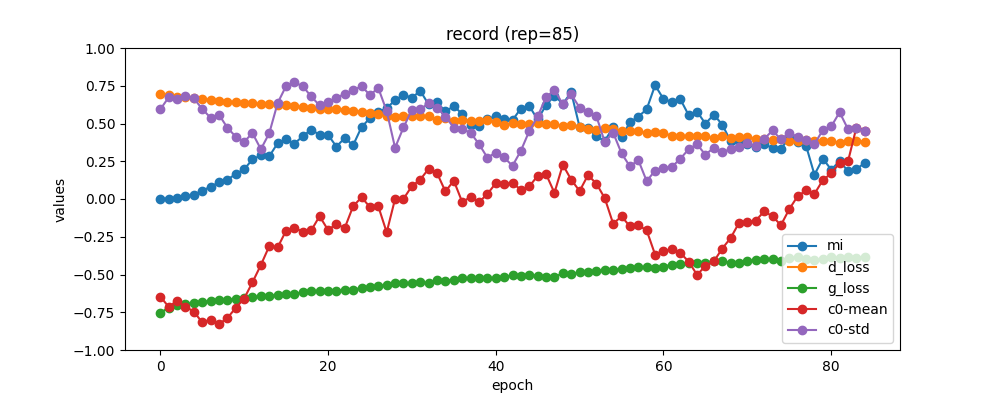 record (rep=85)
1.00
0.75
0.50
0.25
0.00
−0.25
−0.50
−0.75
−1.00
values
0
20
40
60
80
epoch
mi
d_loss
g_loss
c0-mean
c0-std